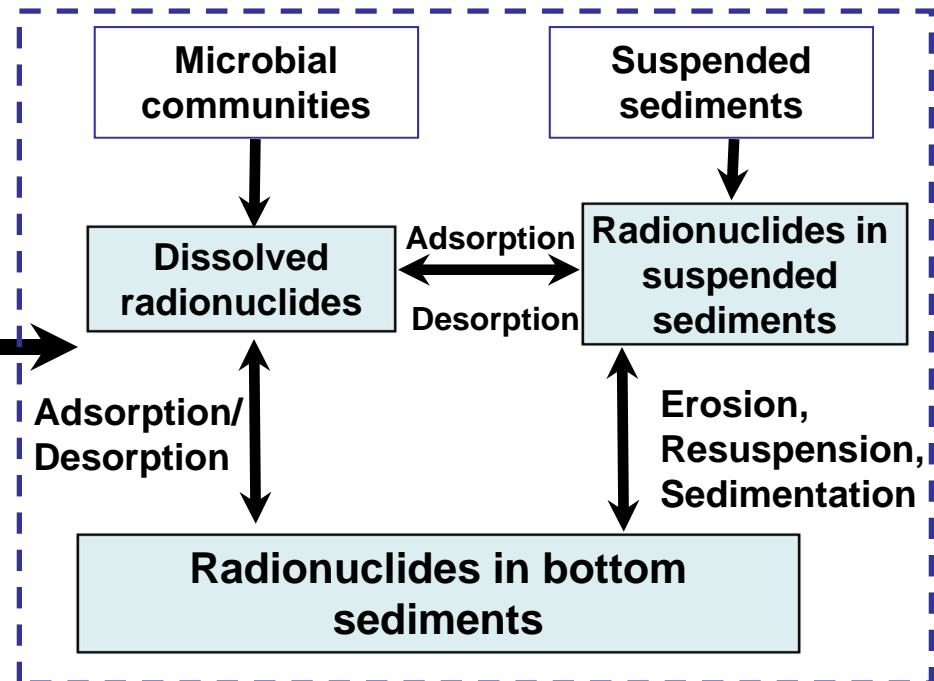 Microbial
communities
Suspended
sediments
Dissolved
radionuclides
Adsorption
Desorption
Radionuclides in
suspended
sediments
Adsorption/
Desorption
Erosion,
Resuspension,
Sedimentation
Radionuclides in bottom
sediments